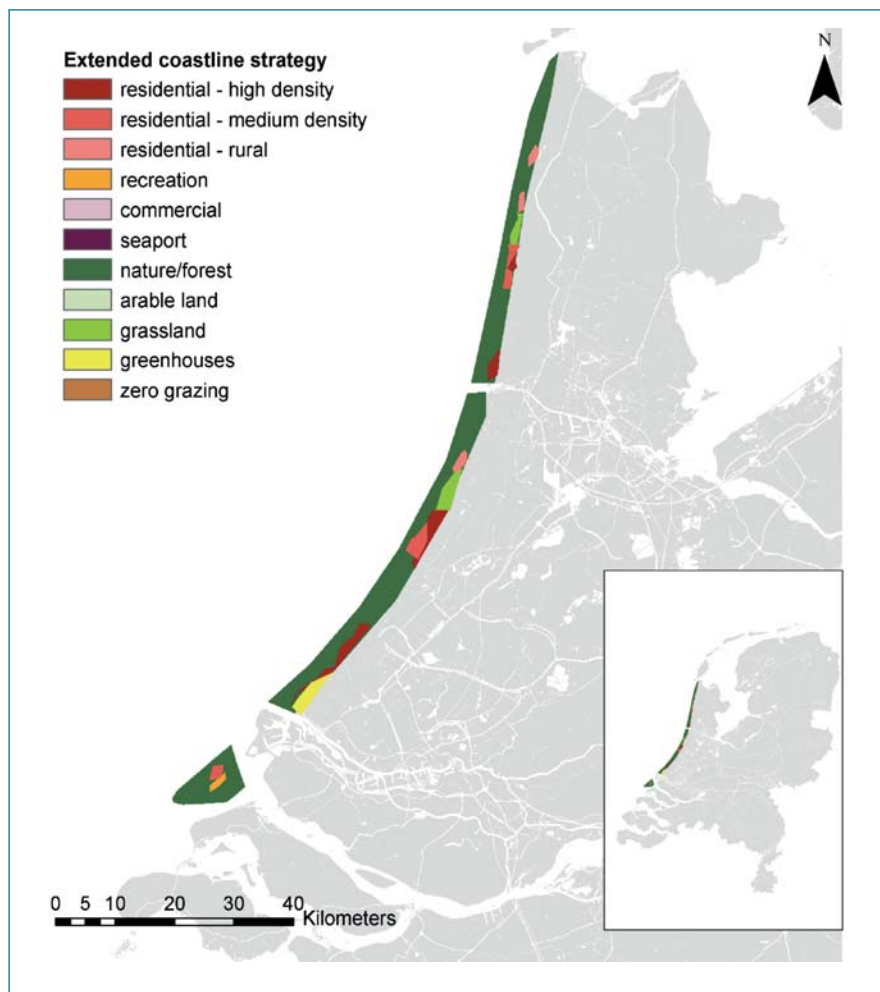 N
Extended coastline strategy
residential - high density
residential - medium density
residential - rural
recreation
commercial
seaport
nature/forest
arable land
grassland
greenhouses
zero grazing
0 5 10 20 30 40
Kilometers